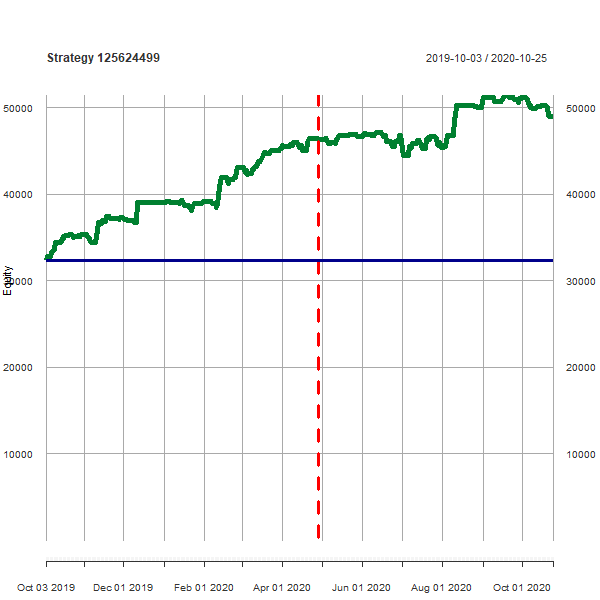 Strategy 125624499
2019-10-03 / 2020-10-25
50000
50000
40000
40000
Equity
30000
30000
20000
20000
10000
10000
Oct 03 2019
Dec 01 2019
Feb 01 2020
Apr 01 2020
Jun 01 2020
Aug 01 2020
Oct 01 2020